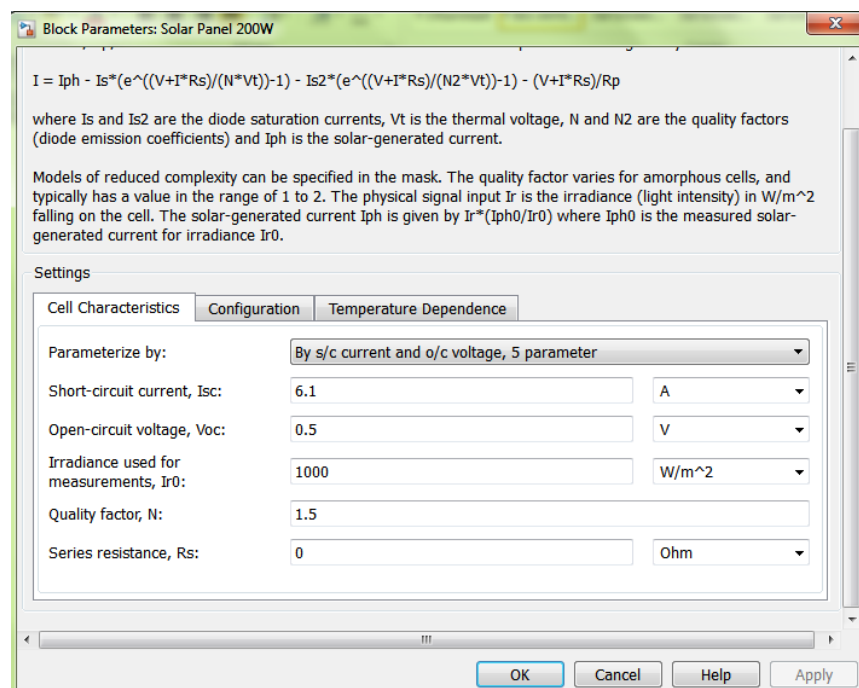 Block Parameters: Solar Panel 200W
I = Iph - Is*(e^((V+I*Rs)/(N*Vt))-1) - Is2*(e^((V+I*Rs)/(N2*Vt))-1) - (V+I*Rs)/Rp
where Is and Is2 are the diode saturation currents, Vt is the thermal voltage, N and N2 are the quality factors
(diode emission coefficients) and Iph is the solar-generated current.
Models of reduced complexity can be specified in the mask. The quality factor varies for amorphous cells, and
typically has a value in the range of 1 to 2. The physical signal input Ir is the irradiance (light intensity) in W/m^2
falling on the cell. The solar-generated current Iph is given by Ir*(Iph0/Ir0) where Iph0 is the measured solar-
generated current for irradiance Ir0.
Settings
Cell Characteristics Configuration Temperature Dependence
Parameterize by: By s/c current and o/c voltage, 5 parameter
Short-circuit current, Isc: 6.1 A
Open-circuit voltage, Voc: 0.5 V
Irradiance used for
measurements, Ir0: 1000 W/m^2
Quality factor, N: 1.5
Series resistance, Rs: 0 Ohm
OK Cancel Help Apply